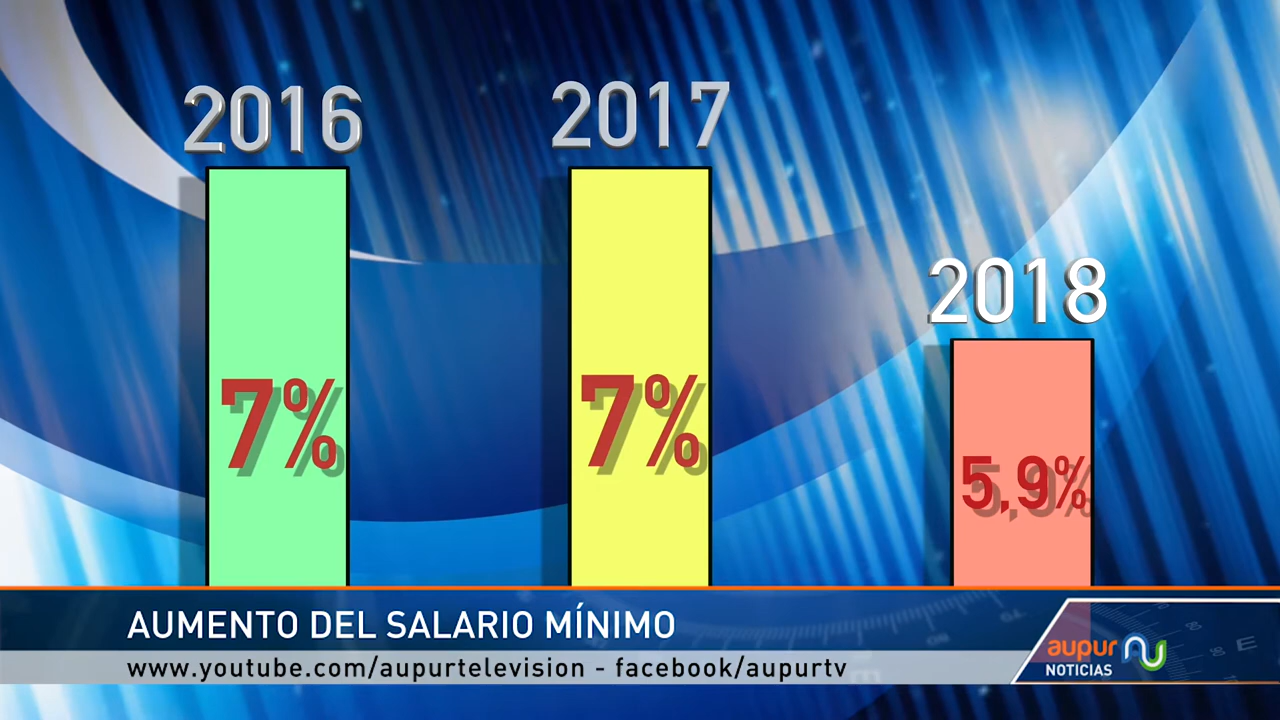 2016
2017
2018
7%
7%
5,9%
AUMENTO DEL SALARIO MÍNIMO
www.youtube.com/aupurtelevision - facebook/aupurtv
aupur
NOTICIAS